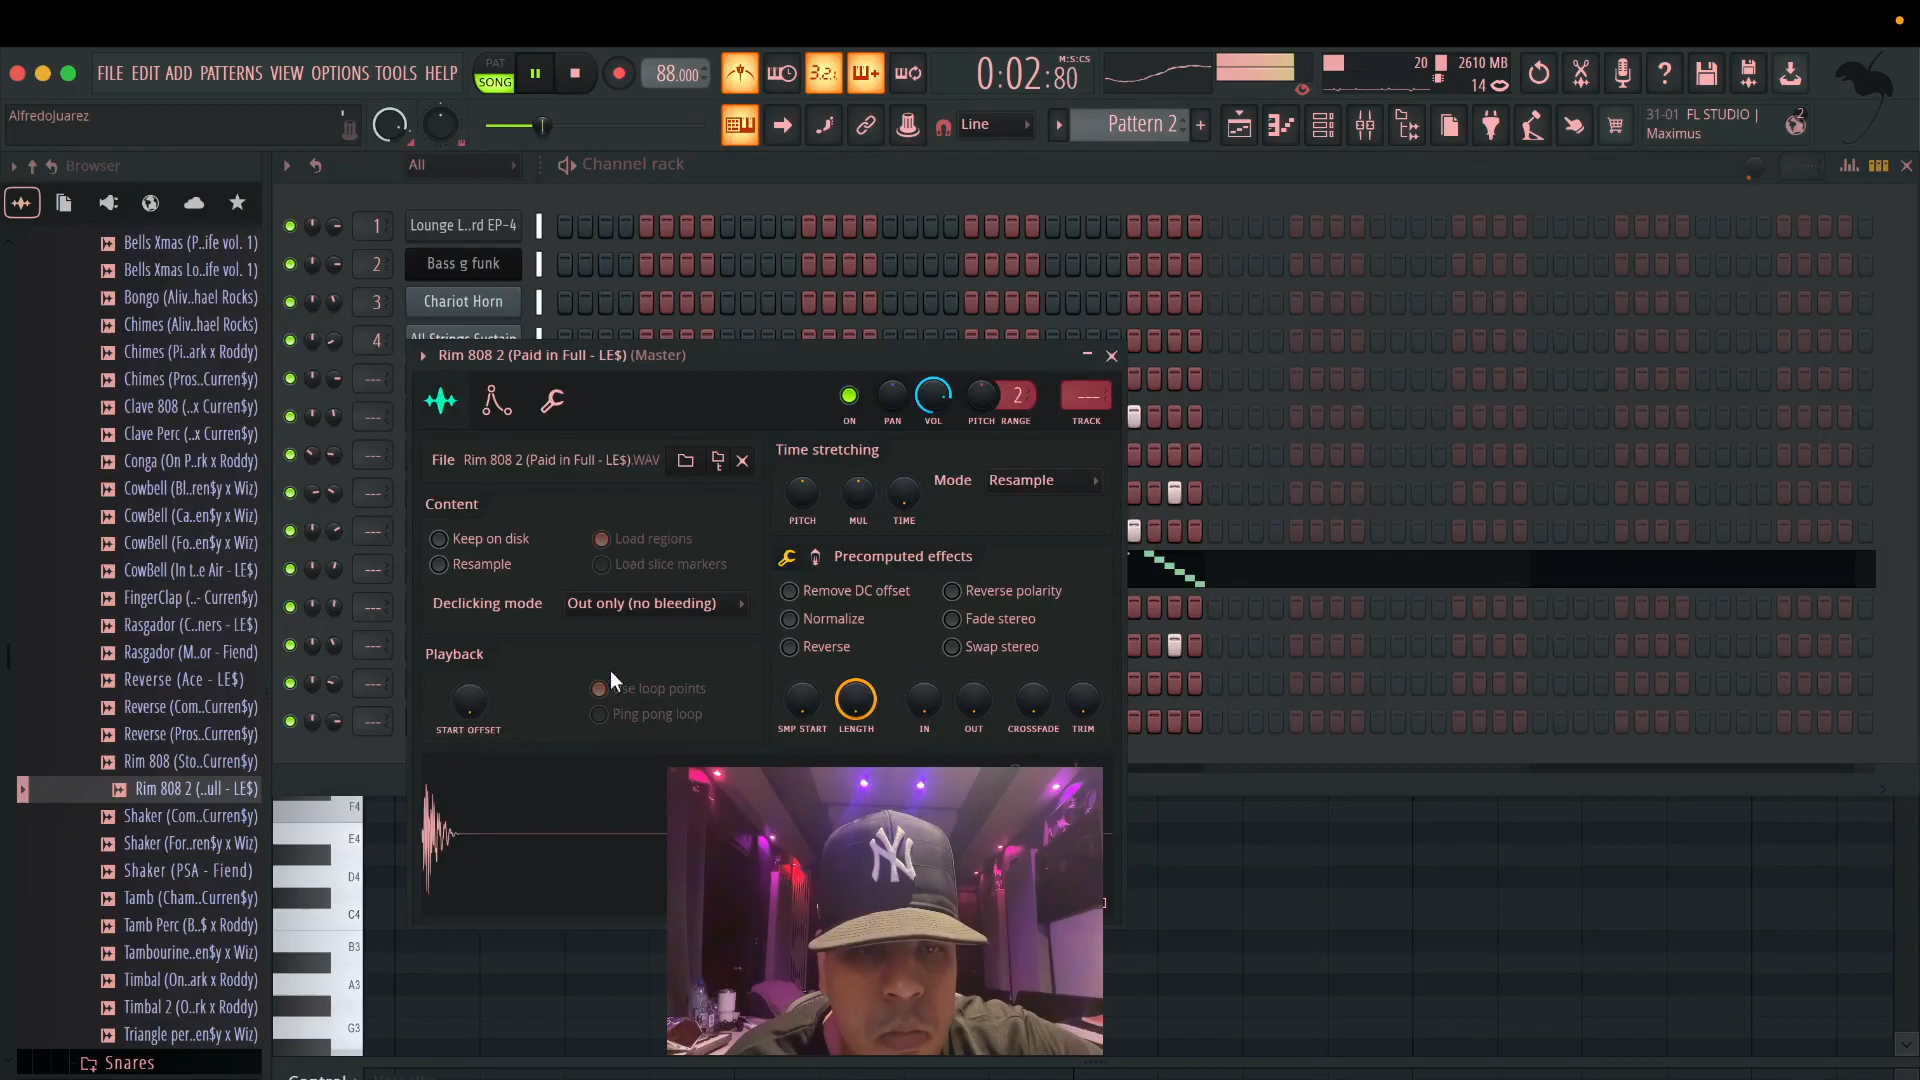 FILE EDIT ADD PATTERNS VIEW OPTIONS TOOLS HELP
PAT
SONG
88.000
3.2
0:02:80
M:S:CS
20
2610 MB
14
AlfredoJuarez
Line
Pattern 2
31-01 FL STUDIO |
Maximus
2
Browser
All
Channel rack
1 Lounge L..rd EP-4
2 Bass g funk
3 Chariot Horn
4 All Strings Sustain
Bells Xmas (P..ife vol. 1)
Bells Xmas Lo..ife vol. 1)
Bongo (Aliv..hael Rocks)
Chimes (Aliv..hael Rocks)
Chimes (Pi..ark x Roddy)
Chimes (Pros..Curren$y)
Clave 808 (..x Curren$y)
Clave Perc (..x Curren$y)
Conga (On P..rk x Roddy)
Cowbell (Bl..ren$y x Wiz)
CowBell (Ca..en$y x Wiz)
CowBell (Fo..en$y x Wiz)
CowBell (In t..e Air - LE$)
FingerClap (..- Curren$y)
Rasgador (C..ners - LE$)
Rasgador (M..or - Fiend)
Reverse (Ace - LE$)
Reverse (Com..Curren$y)
Reverse (Pros..Curren$y)
Rim 808 (Sto..Curren$y)
Rim 808 2 (..ull - LE$)
Shaker (Com..Curren$y)
Shaker (For..ren$y x Wiz)
Shaker (PSA - Fiend)
Tamb (Cham..Curren$y)
Tamb Perc (B..$ x Roddy)
Tambourine..en$y x Wiz)
Timbal (On..ark x Roddy)
Timbal 2 (O..rk x Roddy)
Triangle per..en$y x Wiz)
Snares
Rim 808 2 (Paid in Full - LE$) (Master)
2
---
ON PAN VOL PITCH RANGE TRACK
File Rim 808 2 (Paid in Full - LE$).WAV
Content
Keep on disk
Load regions
Resample
Load slice markers
Declicking mode Out only (no bleeding)
Playback
START OFFSET
se loop points
Ping pong loop
Time stretching
PITCH MUL TIME
Mode Resample
Precomputed effects
Remove DC offset
Reverse polarity
Normalize
Fade stereo
Reverse
Swap stereo
SMP START LENGTH IN OUT CROSSFADE TRIM
F4
E4
D4
C4
B3
A3
G3
NY